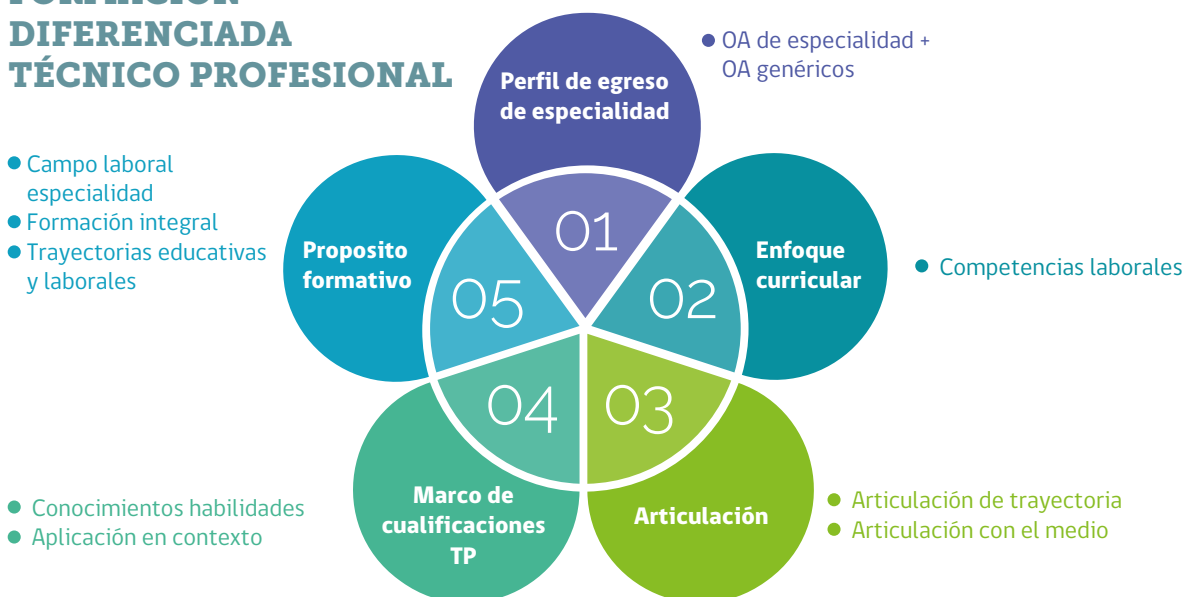 FORMACIÓN
DIFERENCIADA
TÉCNICO PROFESIONAL
Perfil de egreso
de especialidad
01
OA de especialidad +
OA genéricos
Enfoque
curricular
02
Competencias laborales
Articulación
03
Articulación de trayectoria
Articulación con el medio
Marco de
cualificaciones
TP
04
Conocimientos habilidades
Aplicación en contexto
Proposito
formativo
05
Campo laboral
especialidad
Formación integral
Trayectorias educativas
y laborales